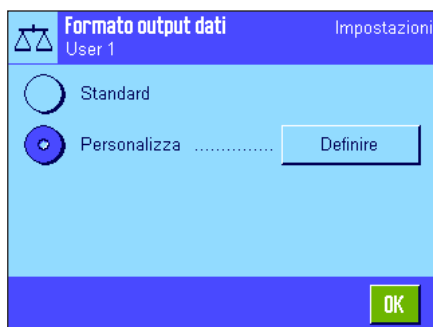 Formato output dati Impostazioni
User 1
Standard
Personalizza ............... Definire
OK